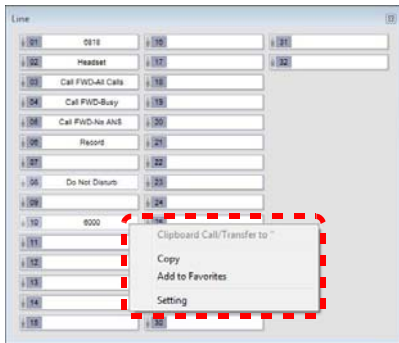 Line
01 0818
02 Headset
03 Call FWD-All Calls
04 Call FWD-Busy
05 Call FWD-No ANS
06 Record
07
08 Do Not Disturb
09
10 6000
11
12
13
14
15
16
17
18
19
20
21
22
23
24
30
31
32
Clipboard Call/Transfer to "
Copy
Add to Favorites
Setting